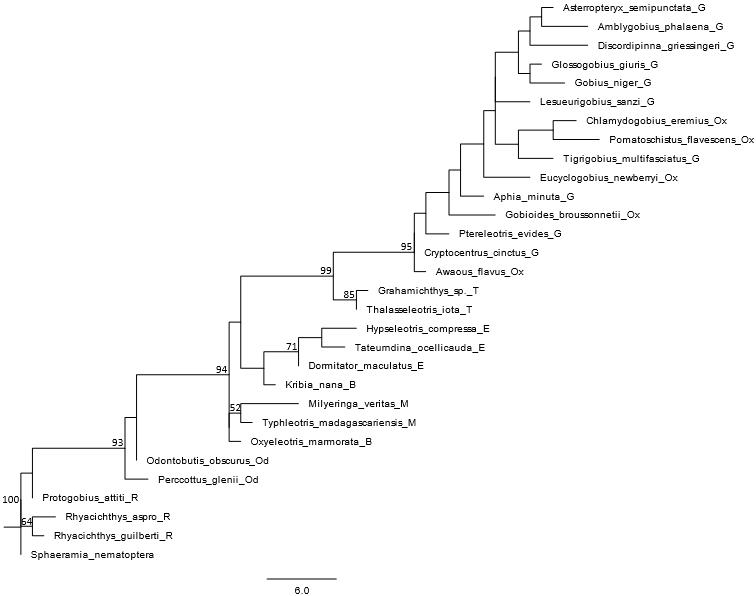 Asterropteryx_semipunctata_G
Amblygobius_phalaena_G
Discordipinna_griessingeri_G
Glossogobius_giuris_G
Gobius_niger_G
Lesueurigobius_sanzi_G
Chlamydogobius_eremius_Ox
Pomatoschistus_flavescens_Ox
Tigrigobius_multifasciatus_G
Eucyclogobius_newberryi_Ox
Aphia_minuta_G
Gobioides_broussonnetii_Ox
Ptereleotris_evides_G
95
Cryptocentrus_cinctus_G
Awaous_flavus_Ox
99
Grahamichthys_sp._T
85
Thalasseleotris_iota_T
Hypseleotris_compressa_E
71
Tateurndina_ocellicauda_E
Dormitator_maculatus_E
94
Kribia_nana_B
Milyeringa_veritas_M
52
Typhleotris_madagascariensis_M
Oxyeleotris_marmorata_B
93
Odontobutis_obscurus_Od
Perccottus_glenii_Od
100
Protogobius_attiti_R
Rhyacichthys_aspro_R
64
Rhyacichthys_guilberti_R
Sphaeramia_nematoptera
6.0